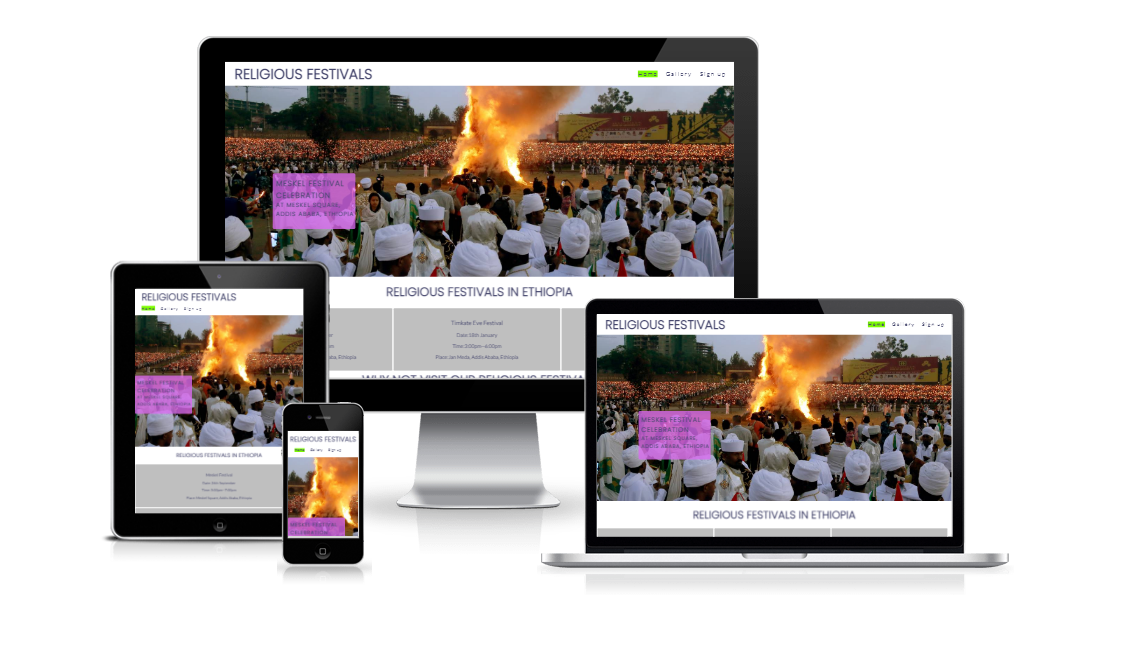 RELIGIOUS FESTIVALS
Home Gallery Sign up
MESKEL FESTIVAL
CELEBRATION
AT MESKEL SQUARE,
ADDIS ABABA, ETHIOPIA
RELIGIOUS FESTIVALS IN ETHIOPIA
Timkate Eve Festival
Date: 18th January
Time: 2:00pm - 6:00pm
Place: Jan Meda, Addis Ababa, Ethiopia
Ababa, Ethiopia
WHY NOT VISIT OUR RELIGIOUS FESTIVA
RELIGIOUS FESTIVALS
Home Gallery Sign up
MESKEL FESTIVAL
CELEBRATION
AT MESKEL SQUARE,
ADDIS ABABA, ETHIOPIA
RELIGIOUS FESTIVALS IN ETHIOPIA
Meskel Festival
RELIGIOUS FESTIVALS
Home Gallery Sign up
MESKEL FESTIVAL
CELEBRATION
RELIGIOUS FESTIVALS
Home Gallery Sign up
MESKEL FESTIVAL
CELEBRATION
AT MESKEL SQUARE,
ADDIS ABABA, ETHIOPIA
RELIGIOUS FESTIVALS IN ETHIOPIA